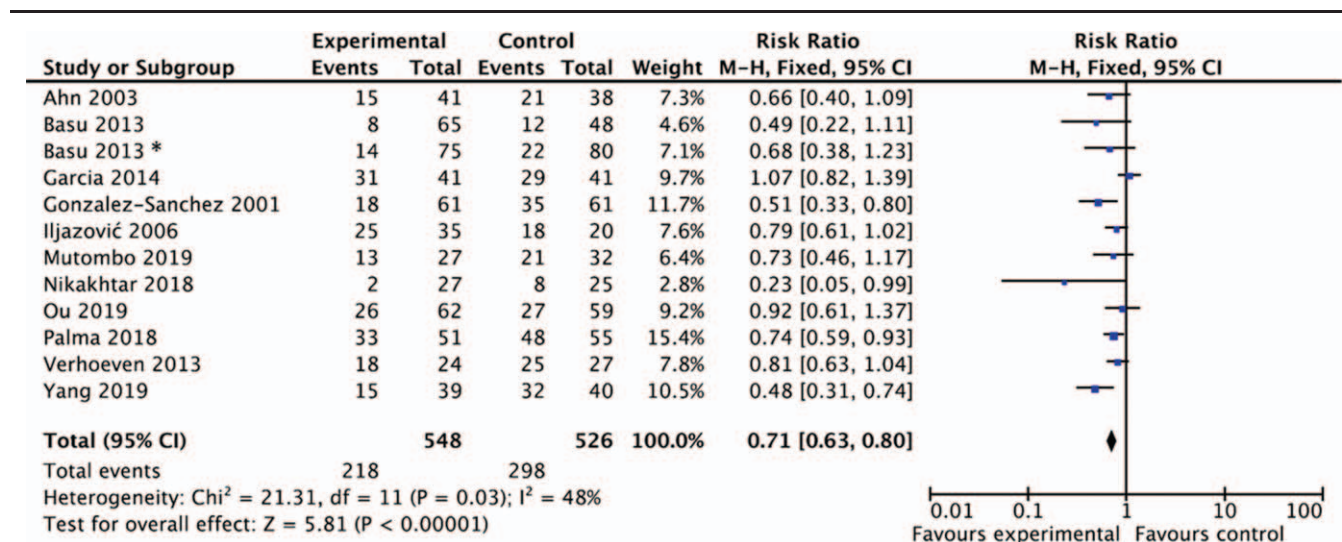 Experimental Control Risk Ratio Risk Ratio
Study or Subgroup Events Total Events Total Weight M-H, Fixed, 95% CI M-H, Fixed, 95% CI
Ahn 2003 15 41 21 38 7.3% 0.66 [0.40, 1.09]
Basu 2013 8 65 12 48 4.6% 0.49 [0.22, 1.11]
Basu 2013 * 14 75 22 80 7.1% 0.68 [0.38, 1.23]
Garcia 2014 31 41 29 41 9.7% 1.07 [0.82, 1.39]
Gonzalez-Sanchez 2001 18 61 35 61 11.7% 0.51 [0.33, 0.80]
Iljazović 2006 25 35 18 20 7.6% 0.79 [0.61, 1.02]
Mutombo 2019 13 27 21 32 6.4% 0.73 [0.46, 1.17]
Nikakhtar 2018 2 27 8 25 2.8% 0.23 [0.05, 0.99]
Ou 2019 26 62 27 59 9.2% 0.92 [0.61, 1.37]
Palma 2018 33 51 48 55 15.4% 0.74 [0.59, 0.93]
Verhoeven 2013 18 24 25 27 7.8% 0.81 [0.63, 1.04]
Yang 2019 15 39 32 40 10.5% 0.48 [0.31, 0.74]
Total (95% CI) 548 526 100.0% 0.71 [0.63, 0.80]
Total events 218 298
Heterogeneity: Chi² = 21.31, df = 11 (P = 0.03); I² = 48%
Test for overall effect: Z = 5.81 (P < 0.00001)
0.01 0.1 1 10 100
Favours experimental Favours control